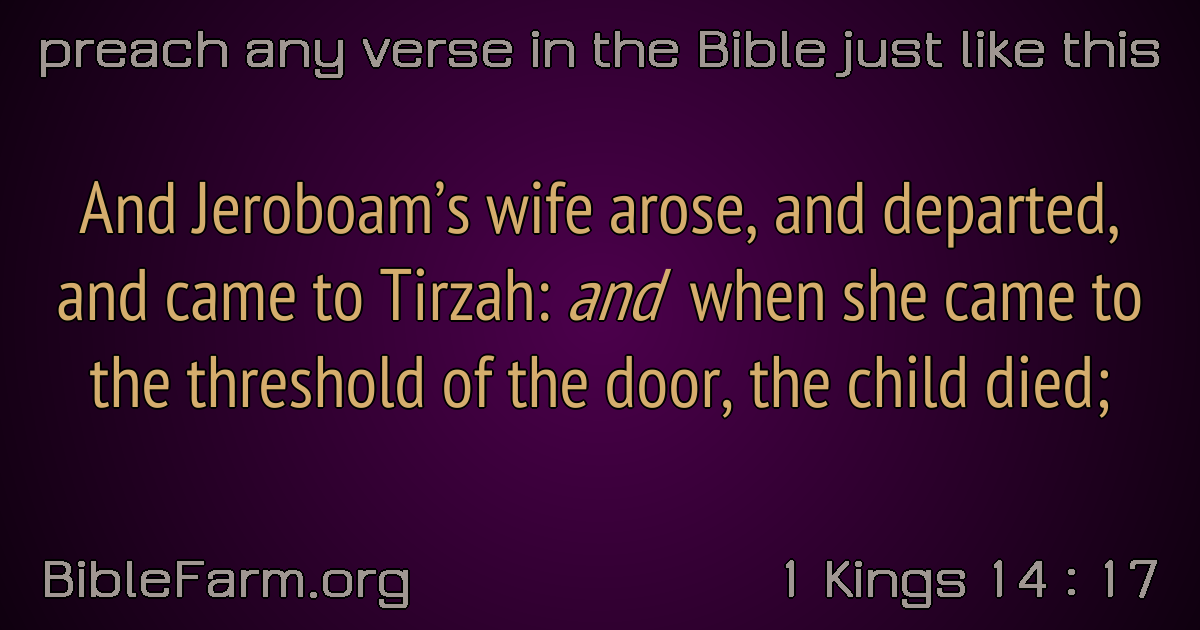 preach any verse in the Bible just like this
And Jeroboam’s wife arose, and departed,
and came to Tirzah: and when she came to
the threshold of the door, the child died;
BibleFarm.org
1 Kings 14 : 17